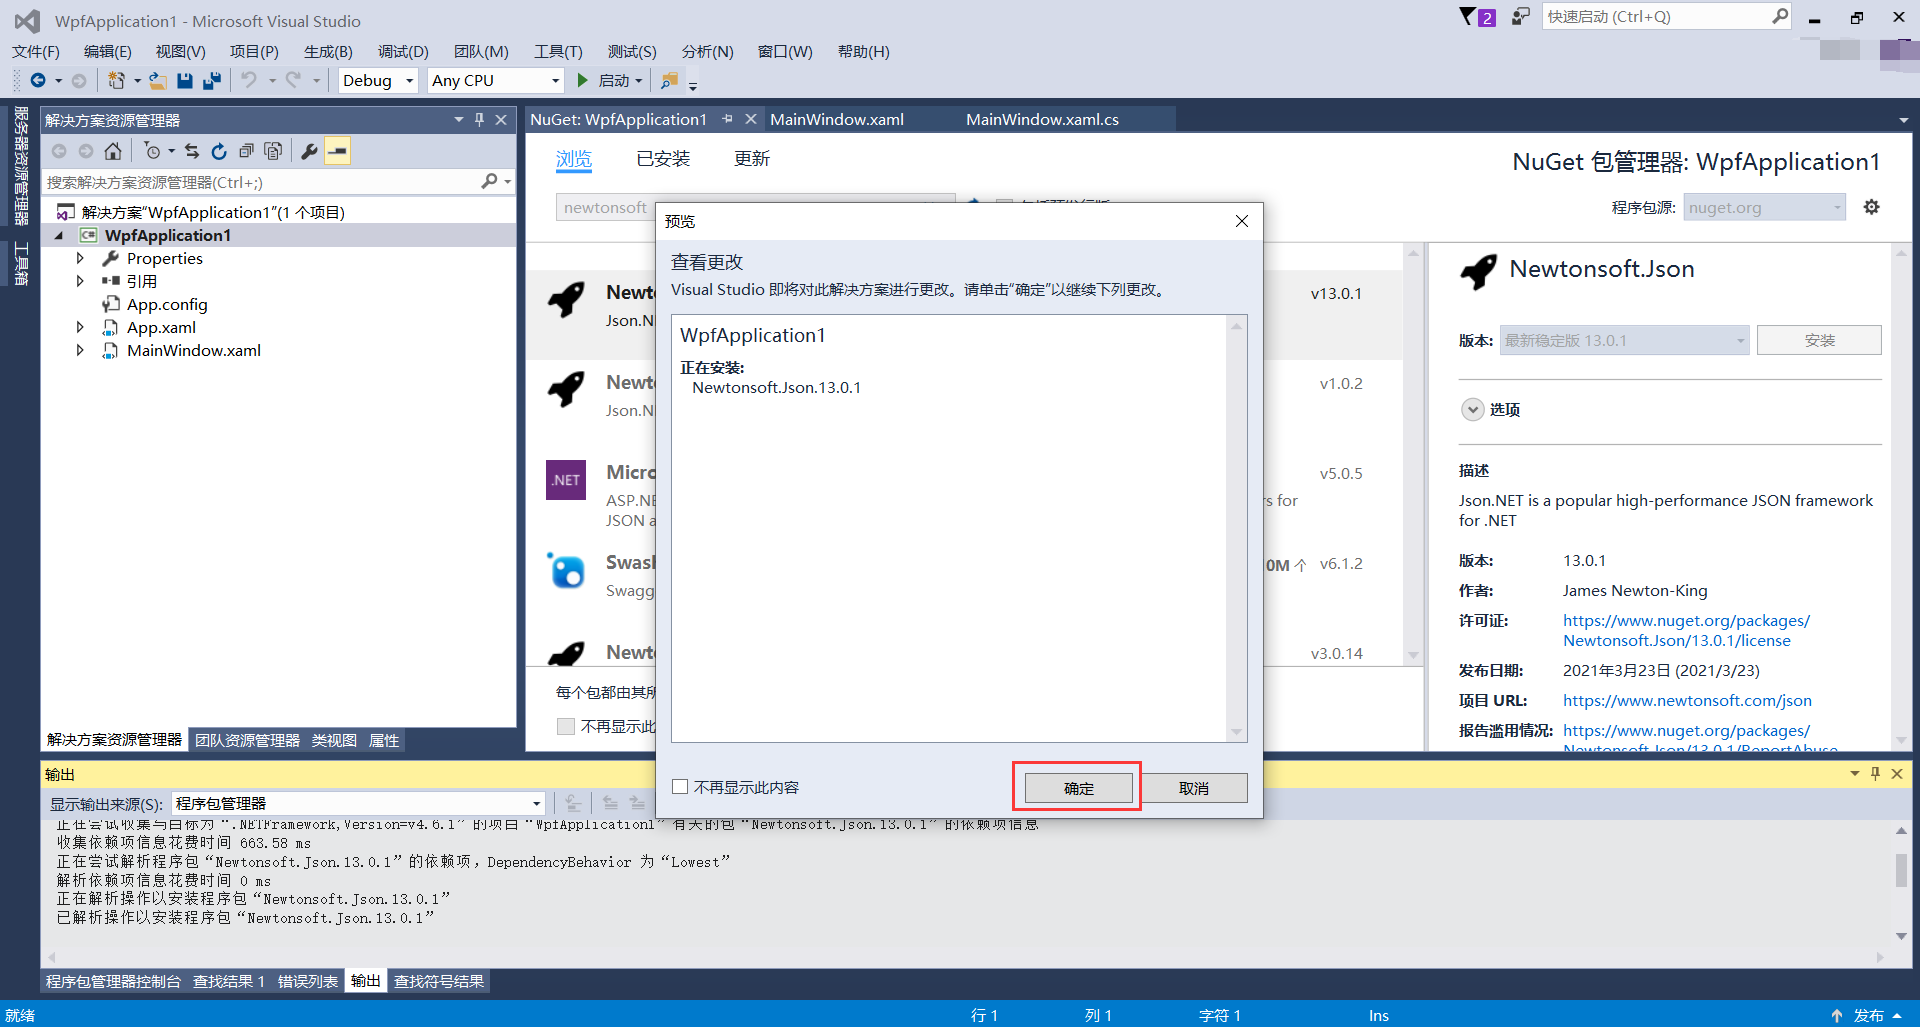 WpfApplication1 - Microsoft Visual Studio
2
快速启动 (Ctrl+Q)
文件(F) 编辑(E) 视图(V) 项目(P) 生成(B) 调试(D) 团队(M) 工具(T) 测试(S) 分析(N) 窗口(W) 帮助(H)
Debug Any CPU 启动
服务器资源管理器
工具箱
解决方案资源管理器
搜索解决方案资源管理器(Ctrl+;)
解决方案"WpfApplication1"(1 个项目)
C# WpfApplication1
Properties
引用
App.config
App.xaml
MainWindow.xaml
解决方案资源管理器 团队资源管理器 类视图 属性
NuGet: WpfApplication1 MainWindow.xaml MainWindow.xaml.cs
浏览 已安装 更新
NuGet 包管理器: WpfApplication1
newtonsoft
程序包源: nuget.org
Newt
v13.0.1
Json.N
Newt
v1.0.2
Json.N
.NET
Micro
v5.0.5
ASP.NE
rs for
JSON a
Swasl
0M 个 v6.1.2
Swagg
Newt
v3.0.14
每个包都由其所
不再显示此
预览
查看更改
Visual Studio 即将对此解决方案进行更改。请单击"确定"以继续下列更改。
WpfApplication1
正在安装:
Newtonsoft.Json.13.0.1
不再显示此内容
确定 取消
Newtonsoft.Json
版本: 最新稳定版 13.0.1 安装
选项
描述
Json.NET is a popular high-performance JSON framework
for .NET
版本: 13.0.1
作者: James Newton-King
许可证: https://www.nuget.org/packages/
Newtonsoft.Json/13.0.1/license
发布日期: 2021年3月23日 (2021/3/23)
项目 URL: https://www.newtonsoft.com/json
报告滥用情况: https://www.nuget.org/packages/
Newtonsoft.Json/13.0.1/ReportAbuse
输出
显示输出来源(S): 程序包管理器
正在尝试收集与目标为“.NETFramework,Version=v4.6.1”的项目“WpfApplication1”有关的包“Newtonsoft.Json.13.0.1”的依赖项信息
收集依赖项信息花费时间 663.58 ms
正在尝试解析程序包“Newtonsoft.Json.13.0.1”的依赖项，DependencyBehavior 为“Lowest”
解析依赖项信息花费时间 0 ms
正在解析操作以安装程序包“Newtonsoft.Json.13.0.1”
已解析操作以安装程序包“Newtonsoft.Json.13.0.1”
程序包管理器控制台 查找结果 1 错误列表 输出 查找符号结果
就绪 行 1 列 1 字符 1 Ins 发布